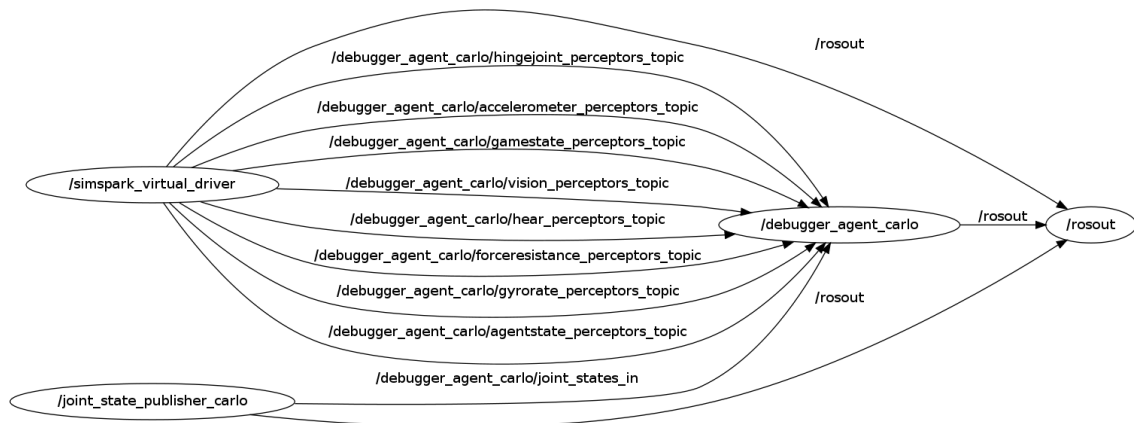 /rosout
/debugger_agent_carlo/hingejoint_perceptors_topic
/debugger_agent_carlo/accelerometer_perceptors_topic
/debugger_agent_carlo/gamestate_perceptors_topic
/simspark_virtual_driver
/debugger_agent_carlo/vision_perceptors_topic
/debugger_agent_carlo/hear_perceptors_topic
/rosout
/debugger_agent_carlo
/rosout
/debugger_agent_carlo/forceresistance_perceptors_topic
/debugger_agent_carlo/gyrorate_perceptors_topic
/rosout
/debugger_agent_carlo/agentstate_perceptors_topic
/debugger_agent_carlo/joint_states_in
/joint_state_publisher_carlo